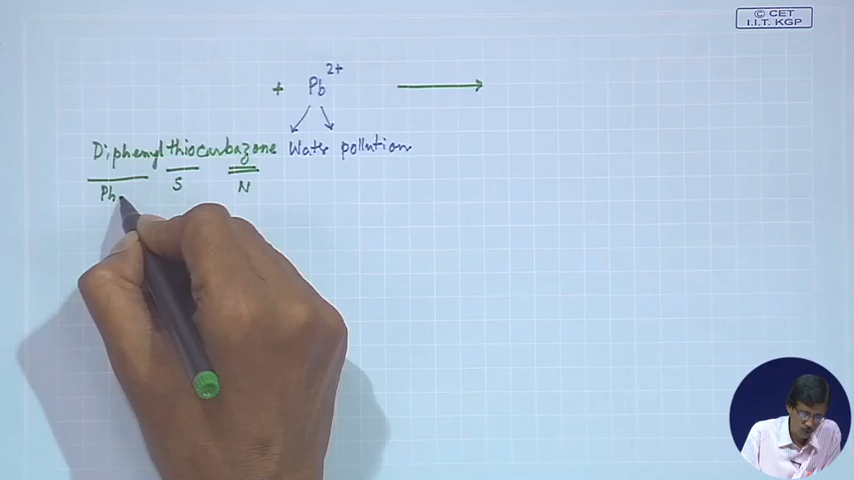 © CET
I.I.T. KGP
+ Pb2+
Diphenylthiocarbazone Water pollution
Ph S N